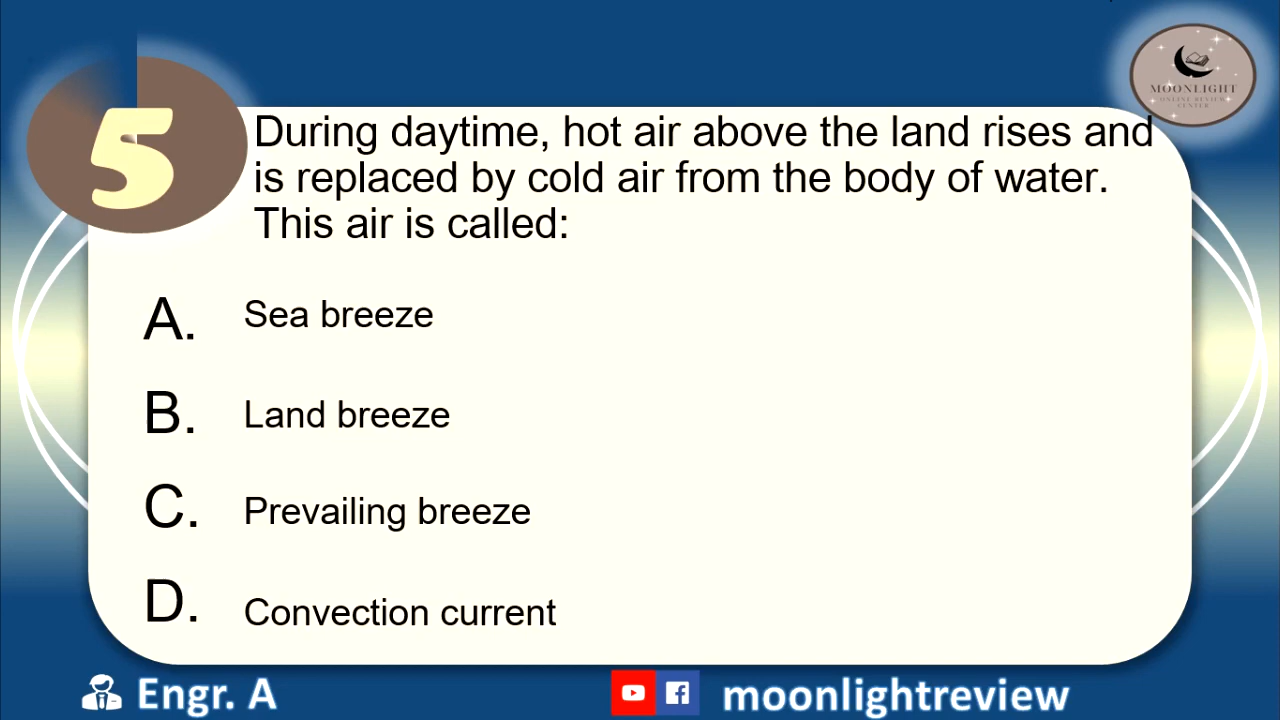 MOONLIGHT
ONLINE REVIEW
CENTER
5
During daytime, hot air above the land rises and
is replaced by cold air from the body of water.
This air is called:
A. Sea breeze
B. Land breeze
C. Prevailing breeze
D. Convection current
Engr. A
moonlightreview